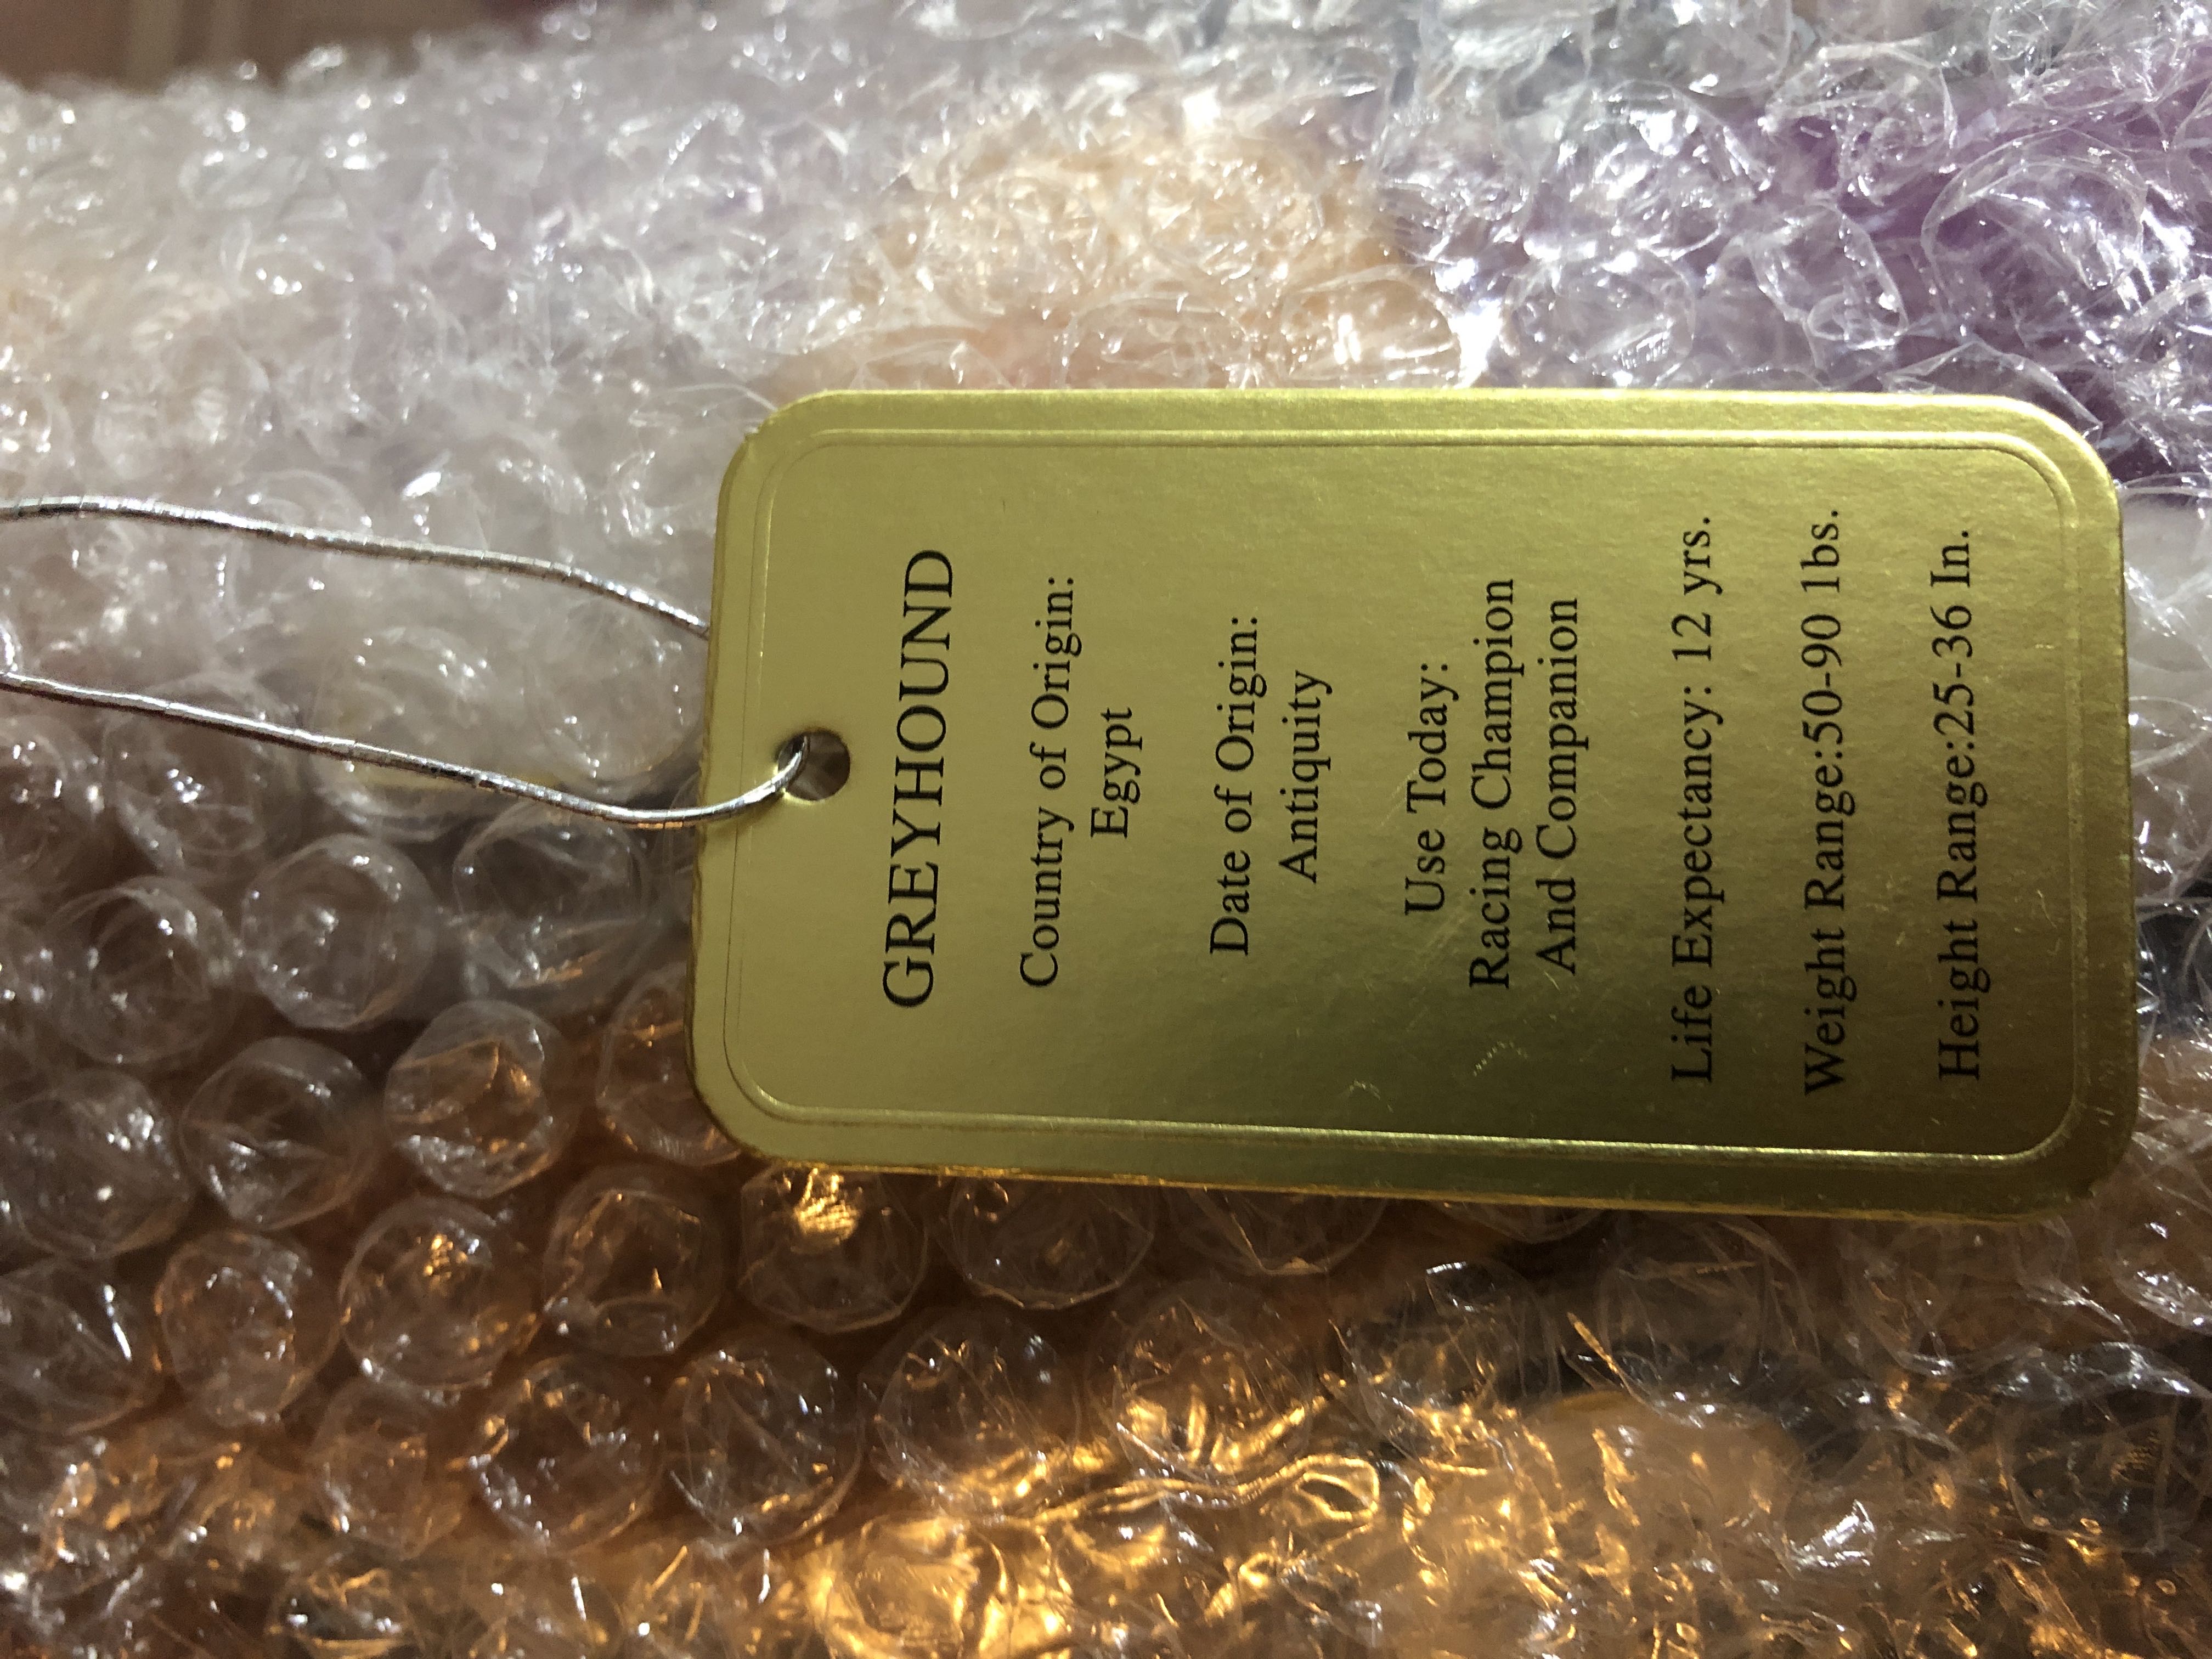 GREYHOUND
Country of Origin:
Egypt
Date of Origin:
Antiquity
Use Today:
Racing Champion
And Companion
Life Expectancy: 12 yrs.
Weight Range:50-90 lbs.
Height Range:25-36 In.